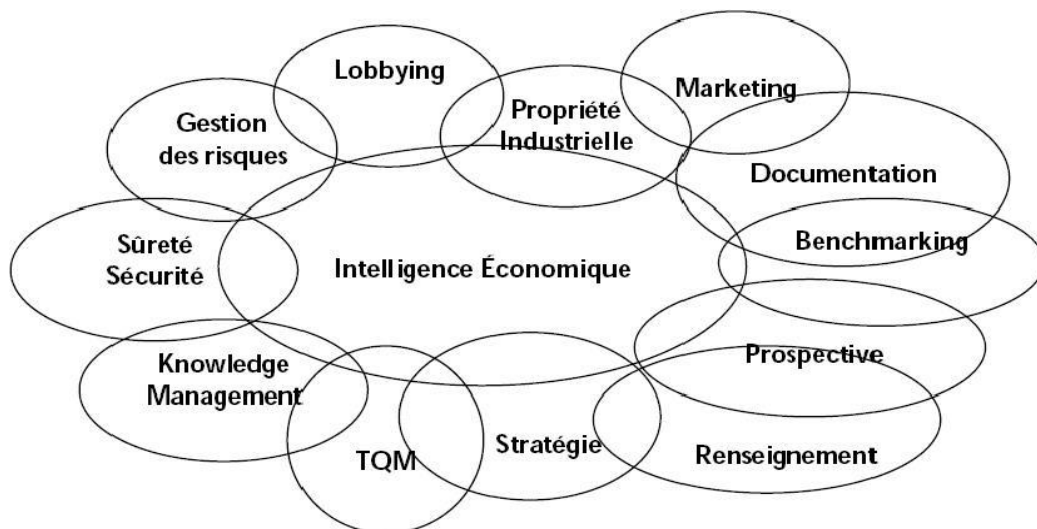 Lobbying
Marketing
Propriété
Industrielle
Gestion
des risques
Documentation
Sûreté
Sécurité
Benchmarking
Intelligence Économique
Prospective
Knowledge
Management
Stratégie
TQM
Renseignement